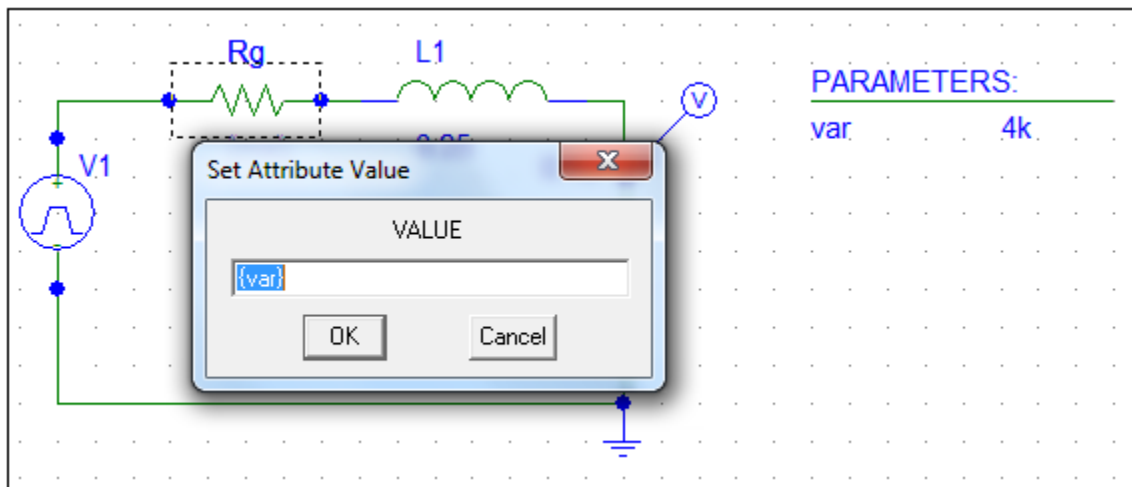 Rg
L1
V
PARAMETERS:
var 4k
V1
Set Attribute Value
VALUE
{var}
OK
Cancel